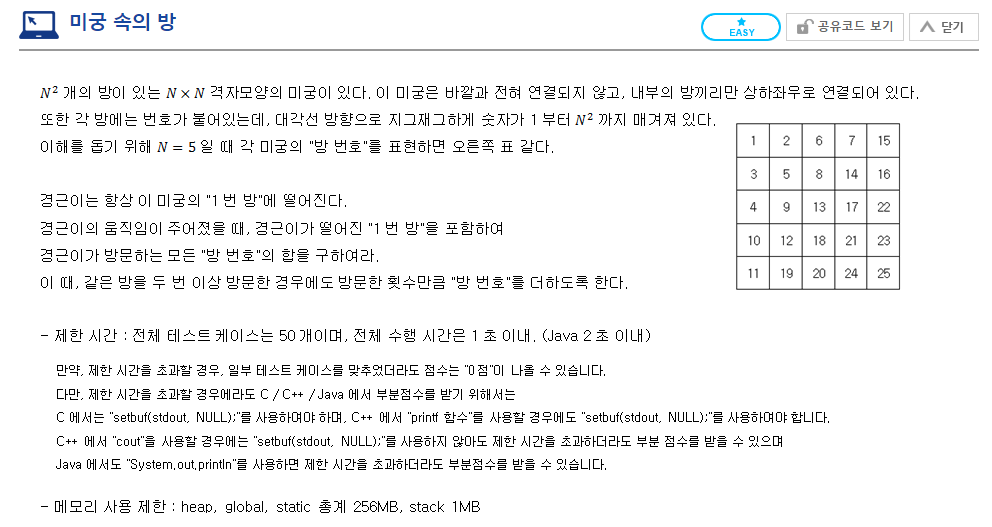 미궁 속의 방
EASY
공유코드 보기
닫기
N² 개의 방이 있는 N × N 격자모양의 미궁이 있다. 이 미궁은 바깥과 전혀 연결되지 않고, 내부의 방끼리만 상하좌우로 연결되어 있다.
또한 각 방에는 번호가 붙어있는데, 대각선 방향으로 지그재그하게 숫자가 1 부터 N² 까지 매겨져 있다.
이해를 돕기 위해 N = 5 일 때 각 미궁의 "방 번호"를 표현하면 오른쪽 표 같다.
1 2 6 7 15
3 5 8 14 16
4 9 13 17 22
10 12 18 21 23
11 19 20 24 25
경근이는 항상 이 미궁의 "1 번 방"에 떨어진다.
경근이의 움직임이 주어졌을 때, 경근이가 떨어진 "1 번 방"을 포함하여
경근이가 방문하는 모든 "방 번호"의 합을 구하여라.
이 때, 같은 방을 두 번 이상 방문한 경우에도 방문한 횟수만큼 "방 번호"를 더하도록 한다.
- 제한 시간 : 전체 테스트 케이스는 50 개이며, 전체 수행 시간은 1 초 이내. (Java 2 초 이내)
만약, 제한 시간을 초과할 경우, 일부 테스트 케이스를 맞추었더라도 점수는 "0 점"이 나올 수 있습니다.
다만, 제한 시간을 초과할 경우에라도 C / C++ / Java 에서 부분점수를 받기 위해서는
C 에서는 "setbuf(stdout, NULL);"를 사용하여야 하며, C++ 에서 "printf 함수"를 사용할 경우에도 "setbuf(stdout, NULL);"를 사용하여야 합니다.
C++ 에서 "cout"을 사용할 경우에는 "setbuf(stdout, NULL);"를 사용하지 않아도 제한 시간을 초과하더라도 부분 점수를 받을 수 있으며
Java 에서도 "System.out.println"를 사용하면 제한 시간을 초과하더라도 부분점수를 받을 수 있습니다.
- 메모리 사용 제한 : heap, global, static 총계 256MB, stack 1MB